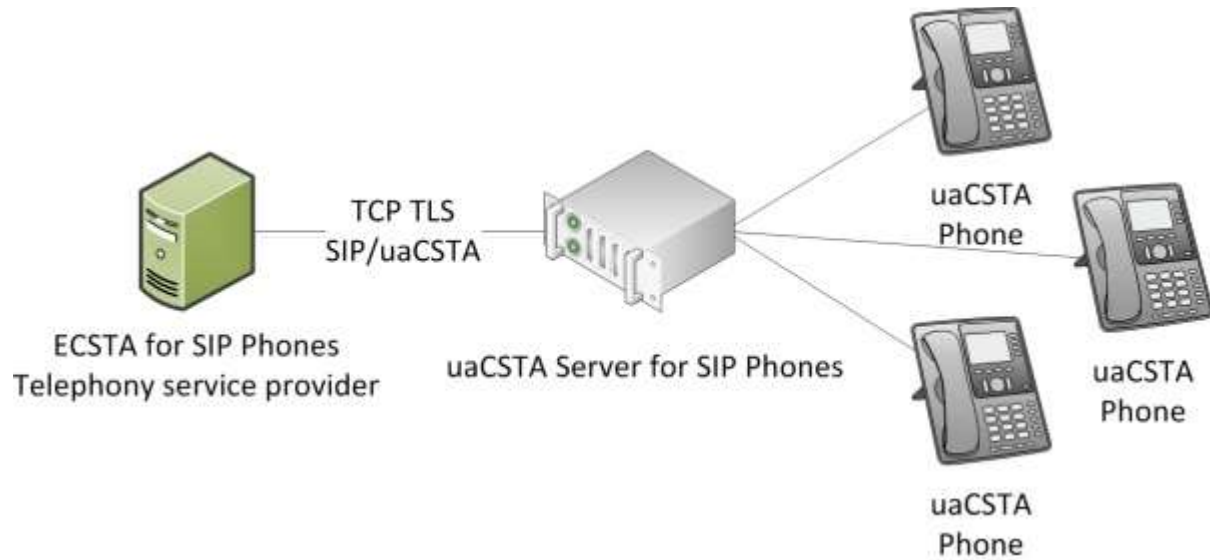 TCP TLS
SIP/uaCSTA
ECSTA for SIP Phones
Telephony service provider
uaCSTA Server for SIP Phones
uaCSTA
Phone
uaCSTA
Phone
uaCSTA
Phone